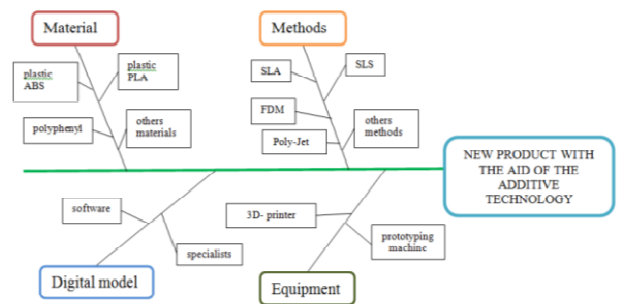 Material
Methods
plastic
ABS
plastic
PLA
polyphenyl
others
materials
SLA
SLS
FDM
Poly-Jet
others
methods
NEW PRODUCT WITH
THE AID OF THE
ADDITIVE
TECHNOLOGY
software
specialists
3D- printer
prototyping
machine
Digital model
Equipment